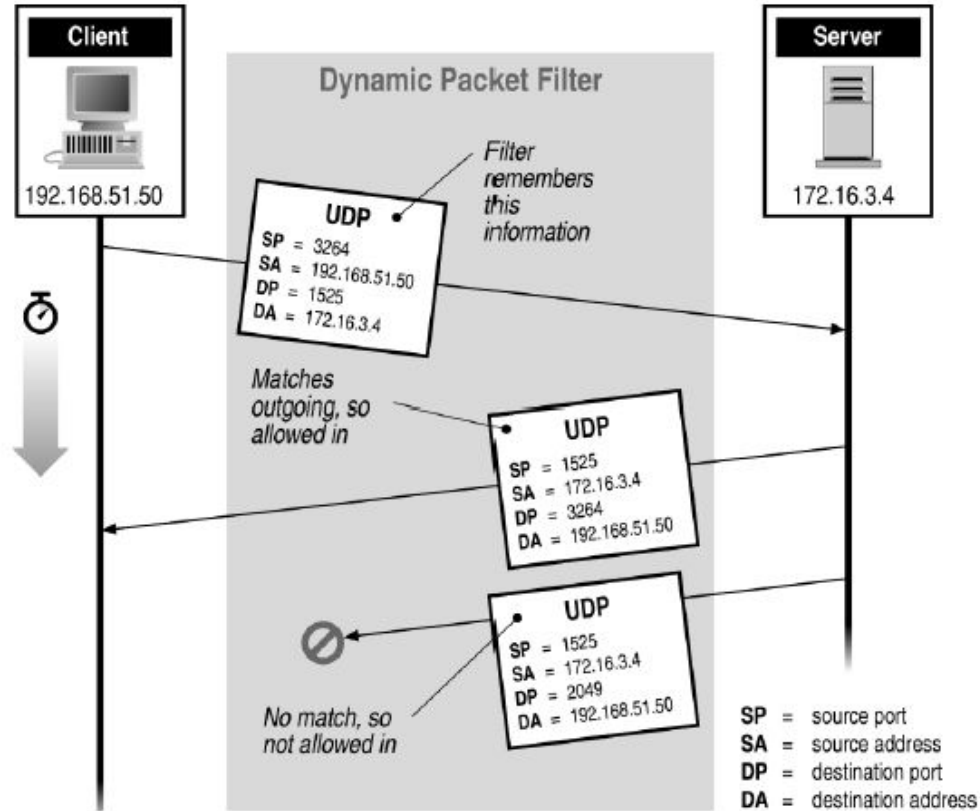 Client
192.168.51.50
Dynamic Packet Filter
Server
172.16.3.4
Filter
remembers
this
information
UDP
SP = 3264
SA = 192.168.51.50
DP = 1525
DA = 172.16.3.4
Matches
outgoing, so
allowed in
UDP
SP = 1525
SA = 172.16.3.4
DP = 3264
DA = 192.168.51.50
UDP
SP = 1525
SA = 172.16.3.4
DP = 2049
DA = 192.168.51.50
No match, so
not allowed in
SP = source port
SA = source address
DP = destination port
DA = destination address